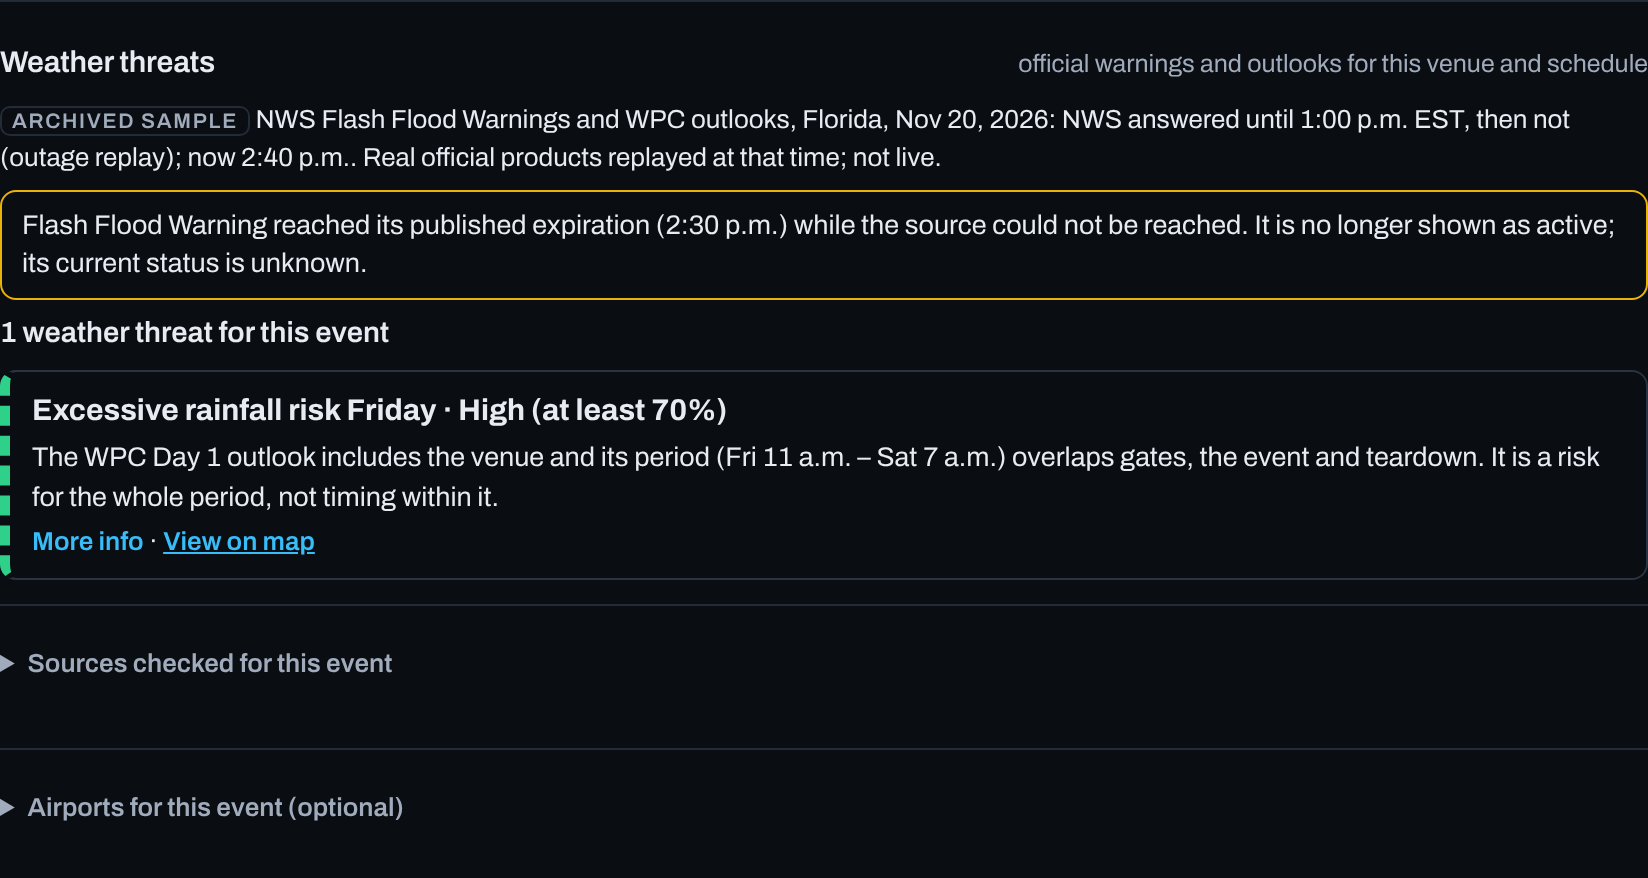 Weather threats
official warnings and outlooks for this venue and schedule
ARCHIVED SAMPLE NWS Flash Flood Warnings and WPC outlooks, Florida, Nov 20, 2026: NWS answered until 1:00 p.m. EST, then not
(outage replay); now 2:40 p.m.. Real official products replayed at that time; not live.
Flash Flood Warning reached its published expiration (2:30 p.m.) while the source could not be reached. It is no longer shown as active;
its current status is unknown.
1 weather threat for this event
Excessive rainfall risk Friday · High (at least 70%)
The WPC Day 1 outlook includes the venue and its period (Fri 11 a.m. – Sat 7 a.m.) overlaps gates, the event and teardown. It is a risk
for the whole period, not timing within it.
More info · View on map
Sources checked for this event
Airports for this event (optional)